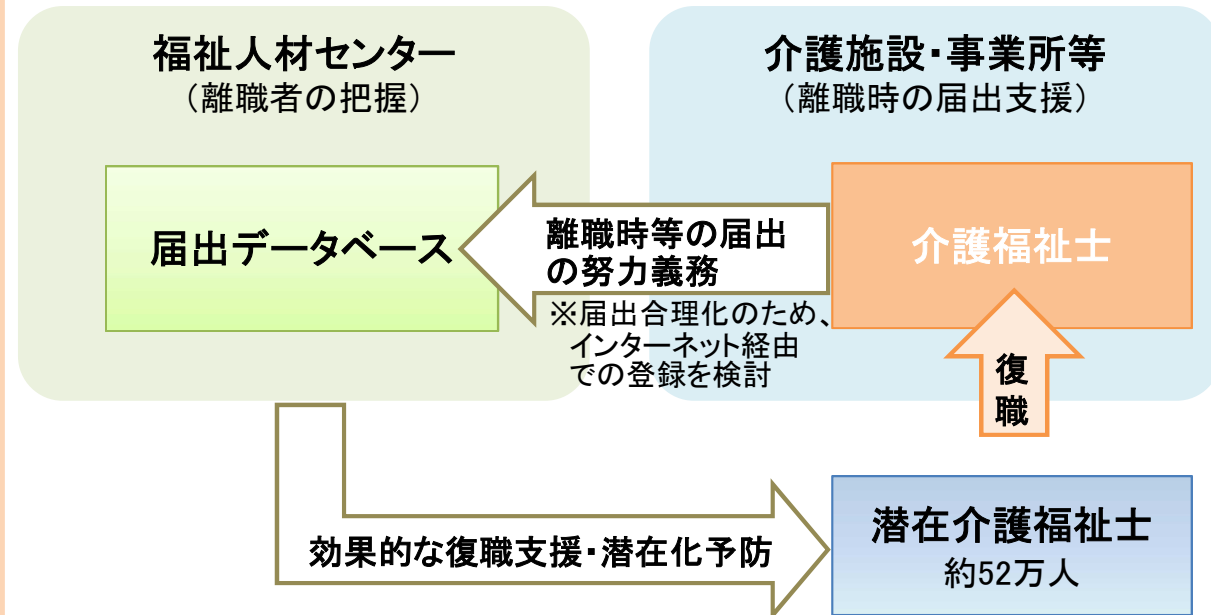 福祉人材センター
（離職者の把握）
届出データベース
介護施設・事業所等
（離職時の届出支援）
離職時等の届出
の努力義務
※届出合理化のため、
インターネット経由
での登録を検討
介護福祉士
復
職
効果的な復職支援・潜在化予防
潜在介護福祉士
約52万人